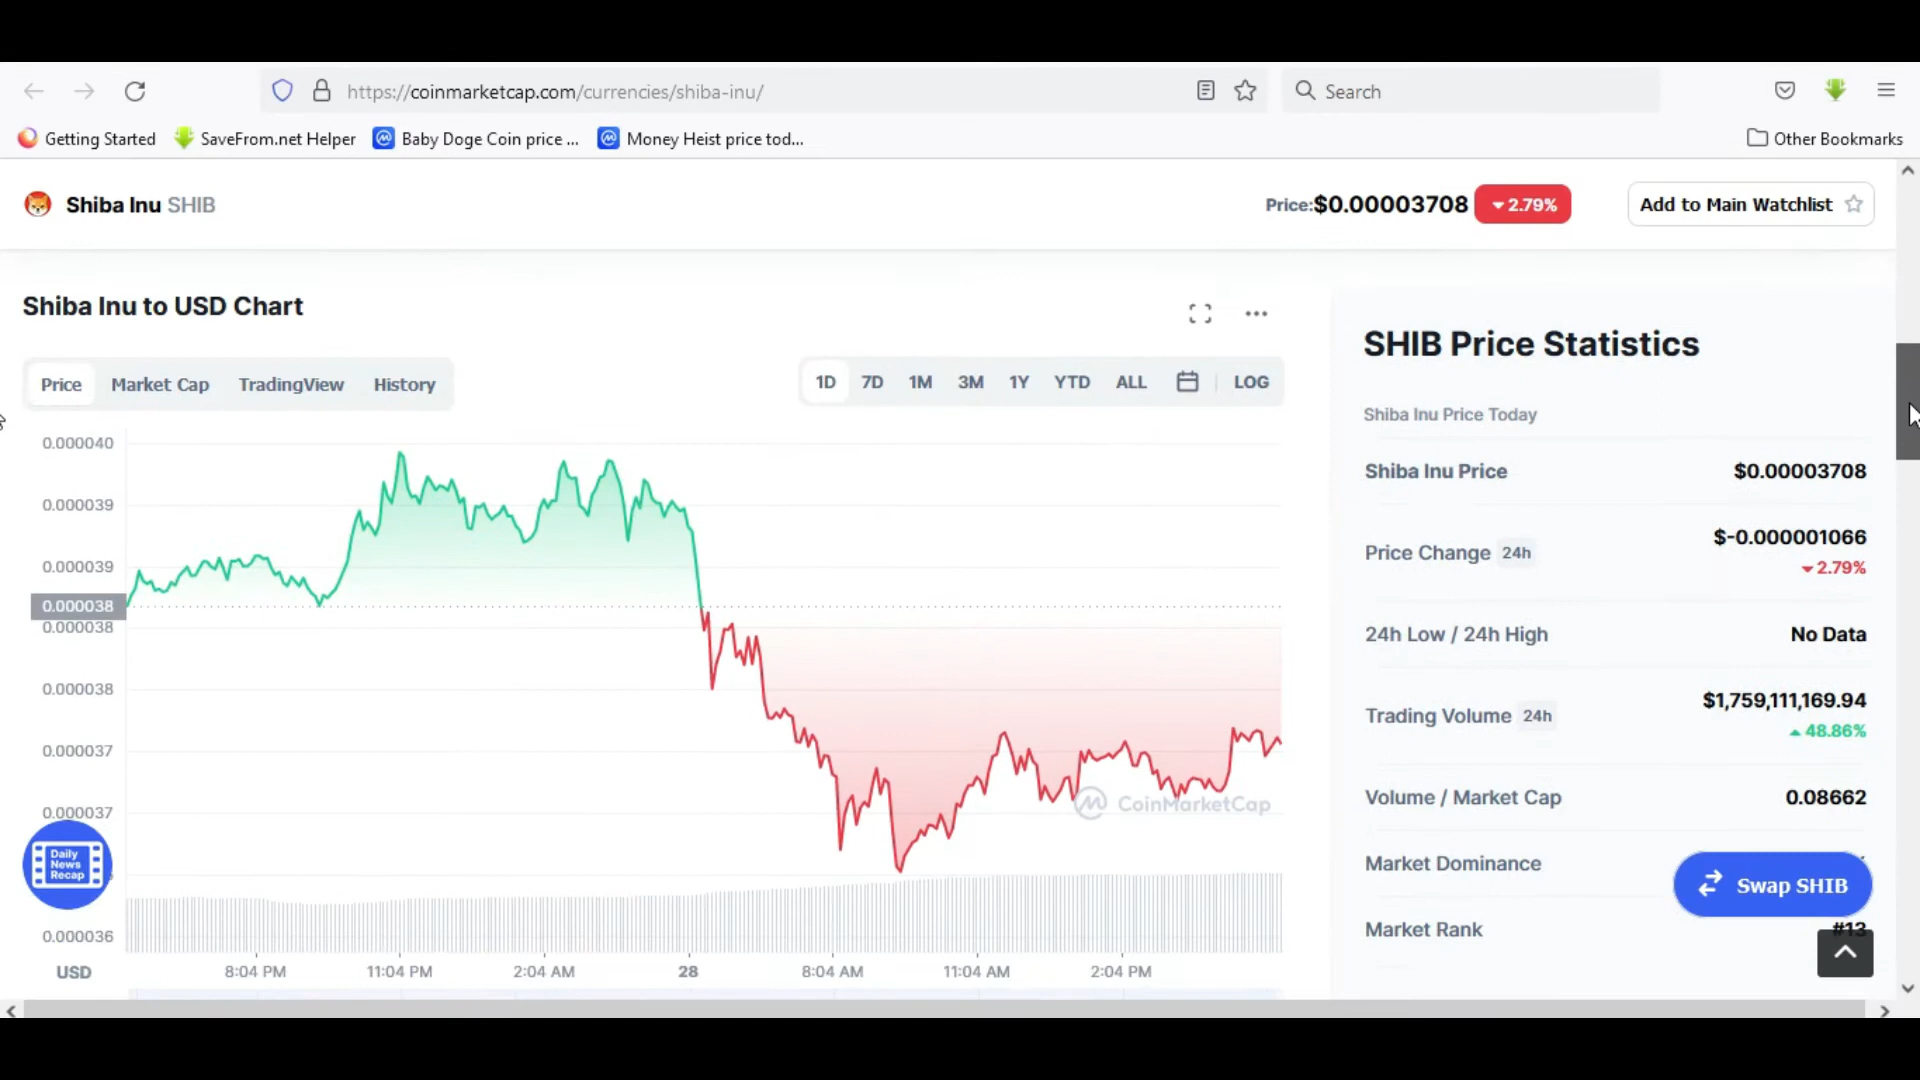 https://coinmarketcap.com/currencies/shiba-inu/
Search
Getting Started
SaveFrom.net Helper
Baby Doge Coin price ...
Money Heist price tod...
Other Bookmarks
Shiba Inu SHIB
Price:$0.00003708
2.79%
Add to Main Watchlist
Shiba Inu to USD Chart
Price
Market Cap
TradingView
History
1D
7D
1M
3M
1Y
YTD
ALL
LOG
0.000040
0.000039
0.000039
0.000038
0.000038
0.000038
0.000037
0.000037
0.000036
USD
8:04 PM
11:04 PM
2:04 AM
28
8:04 AM
11:04 AM
2:04 PM
CoinMarketCap
Daily
News
Recap
SHIB Price Statistics
Shiba Inu Price Today
Shiba Inu Price
$0.00003708
Price Change 24h
$-0.000001066
2.79%
24h Low / 24h High
No Data
Trading Volume 24h
$1,759,111,169.94
48.86%
Volume / Market Cap
0.08662
Market Dominance
Swap SHIB
Market Rank
#13